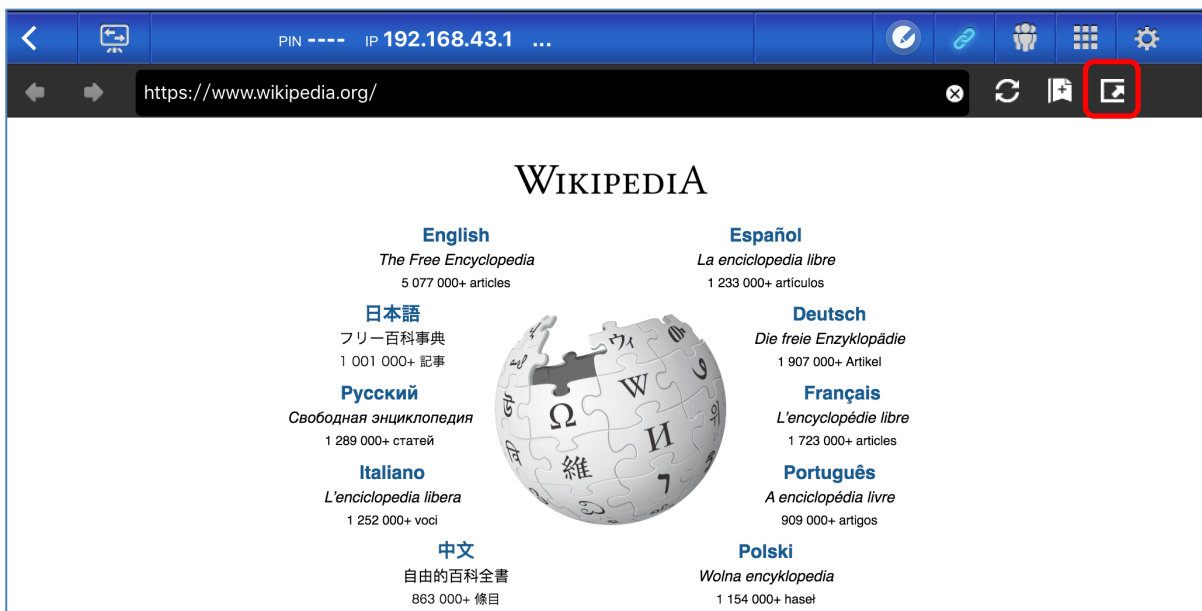 PIN ---- IP 192.168.43.1 ...
https://www.wikipedia.org/
WIKIPEDIA
English
The Free Encyclopedia
5 077 000+ articles
Español
La enciclopedia libre
1 233 000+ artículos
日本語
フリー百科事典
1 001 000+ 記事
Deutsch
Die freie Enzyklopädie
1 907 000+ Artikel
Русский
Свободная энциклопедия
1 289 000+ статей
Français
L'encyclopédie libre
1 723 000+ articles
Italiano
L'enciclopedia libera
1 252 000+ voci
Português
A enciclopédia livre
909 000+ artigos
中文
自由的百科全書
863 000+ 條目
Polski
Wolna encyklopedia
1 154 000+ haseł
ウィ
W
Ω
И
維
7